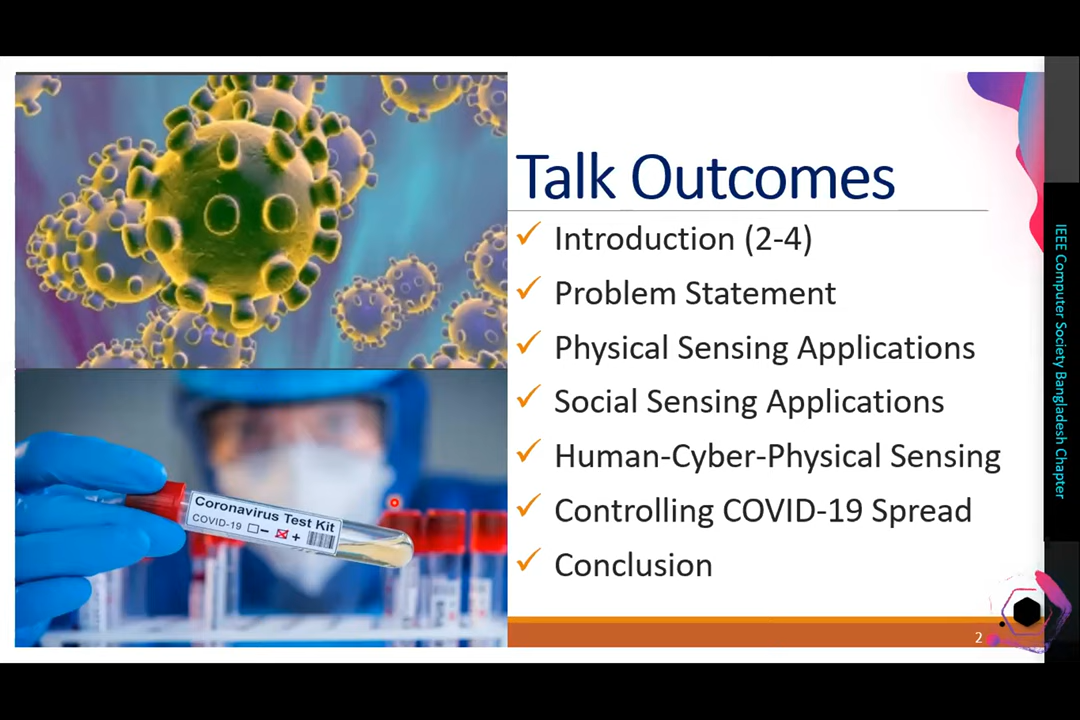 Talk Outcomes
✓ Introduction (2-4)
✓ Problem Statement
✓ Physical Sensing Applications
✓ Social Sensing Applications
✓ Human-Cyber-Physical Sensing
✓ Controlling COVID-19 Spread
✓ Conclusion
Coronavirus Test Kit
COVID-19 - +
2
IEEE Computer Society Bangladesh Chapter